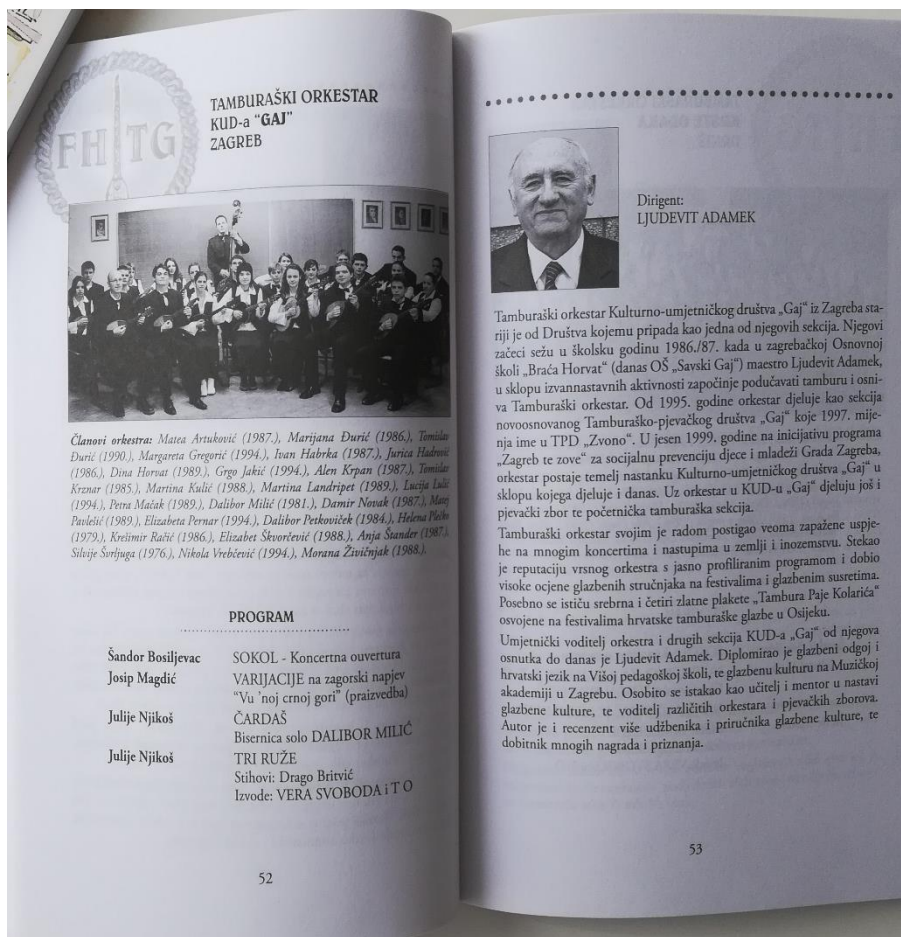 FH TG
TAMBURAŠKI ORKESTAR
KUD-a "GAJ"
ZAGREB
Članovi orkestra: Matea Artuković (1987.), Marijana Đurić (1986.), Tomislav
Đurić (1990.), Margareta Gregorić (1994.), Ivan Habrka (1987.), Jurica Hadrović
(1986.), Dina Horvat (1989.), Grgo Jakić (1994.), Alen Krpan (1987.), Tomislav
Krznar (1985.), Martina Kulić (1988.), Martina Landripet (1989.), Lucija Lulić
(1994.), Petra Mačak (1989.), Dalibor Milić (1981.), Damir Novak (1987.), Matej
Pavlešić (1989.), Elizabeta Pernar (1994.), Dalibor Petkoviček (1984.), Helena Plečko
(1979.), Krešimir Račić (1986.), Elizabet Škvorčević (1988.), Anja Štander (1987.),
Silvije Švrljuga (1976.), Nikola Vrebčević (1994.), Morana Živičnjak (1988.).
PROGRAM
Šandor Bosiljevac SOKOL - Koncertna ouvertura
Josip Magdić VARIJACIJE na zagorski napjev
"Vu 'noj crnoj gori" (praizvedba)
Julije Njikoš ČARDAŠ
Bisernica solo DALIBOR MILIĆ
Julije Njikoš TRI RUŽE
Stihovi: Drago Britvić
Izvode: VERA SVOBODA i T O
52
Dirigent:
LJUDEVIT ADAMEK
Tamburaški orkestar Kulturno-umjetničkog društva „Gaj" iz Zagreba sta-
riji je od Društva kojemu pripada kao jedna od njegovih sekcija. Njegovi
začeci sežu u školsku godinu 1986./87. kada u zagrebačkoj Osnovnoj
školi „Braća Horvat" (danas OŠ „Savski Gaj") maestro Ljudevit Adamek,
u sklopu izvannastavnih aktivnosti započinje podučavati tamburu i osni-
va Tamburaški orkestar. Od 1995. godine orkestar djeluje kao sekcija
novoosnovanog Tamburaško-pjevačkog društva „Gaj" koje 1997. mije-
nja ime u TPD „Zvono". U jesen 1999. godine na inicijativu programa
„Zagreb te zove" za socijalnu prevenciju djece i mladeži Grada Zagreba,
orkestar postaje temelj nastanku Kulturno-umjetničkog društva „Gaj" u
sklopu kojega djeluje i danas. Uz orkestar u KUD-u „Gaj" djeluju još i
pjevački zbor te početnička tamburaška sekcija.
Tamburaški orkestar svojim je radom postigao veoma zapažene uspje-
he na mnogim koncertima i nastupima u zemlji i inozemstvu. Stekao
je reputaciju vrsnog orkestra s jasno profiliranim programom i dobio
visoke ocjene glazbenih stručnjaka na festivalima i glazbenim susretima.
Posebno se ističu srebrna i četiri zlatne plakete „Tambura Paje Kolarića"
osvojene na festivalima hrvatske tamburaške glazbe u Osijeku.
Umjetnički voditelj orkestra i drugih sekcija KUD-a „Gaj" od njegova
osnutka do danas je Ljudevit Adamek. Diplomirao je glazbeni odgoj i
hrvatski jezik na Višoj pedagoškoj školi, te glazbenu kulturu na Muzičkoj
akademiji u Zagrebu. Osobito se istakao kao učitelj i mentor u nastavi
glazbene kulture, te voditelj različitih orkestara i pjevačkih zborova.
Autor je i recenzent više udžbenika i priručnika glazbene kulture, te
dobitnik mnogih nagrada i priznanja.
53